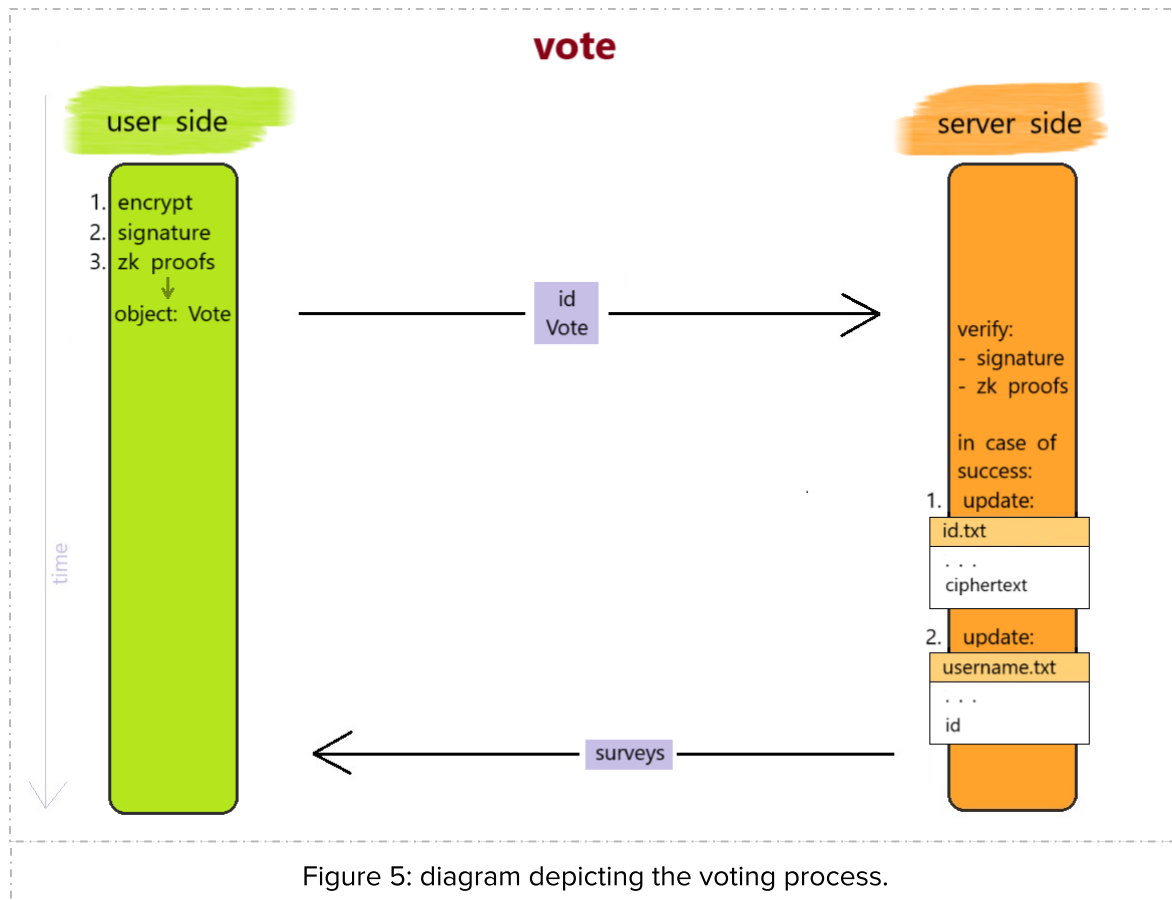 vote
user side
server side
1. encrypt
2. signature
3. zk proofs
object: Vote
id
Vote
verify:
- signature
- zk proofs
in case of
success:
1. update:
id.txt
. . .
ciphertext
2. update:
username.txt
. . .
id
time
surveys
Figure 5: diagram depicting the voting process.